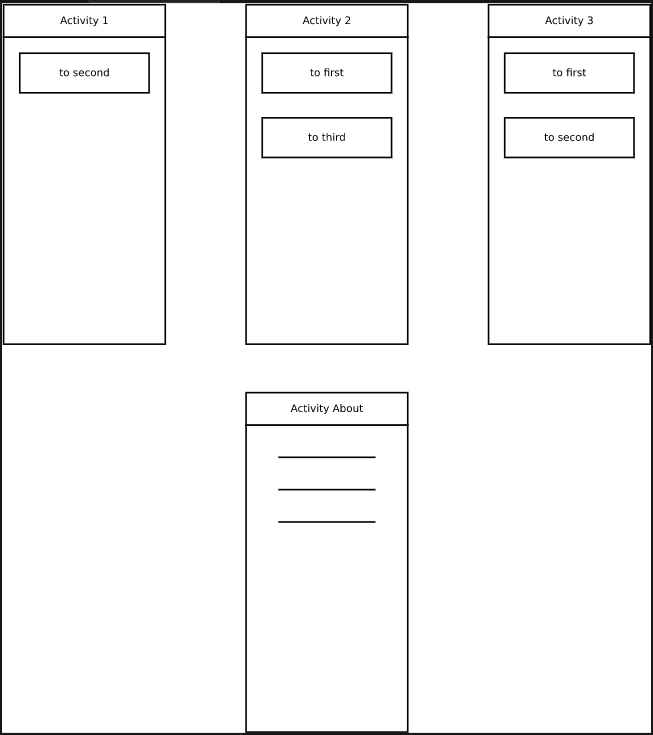 Activity 1
to second
Activity 2
to first
to third
Activity 3
to first
to second
Activity About